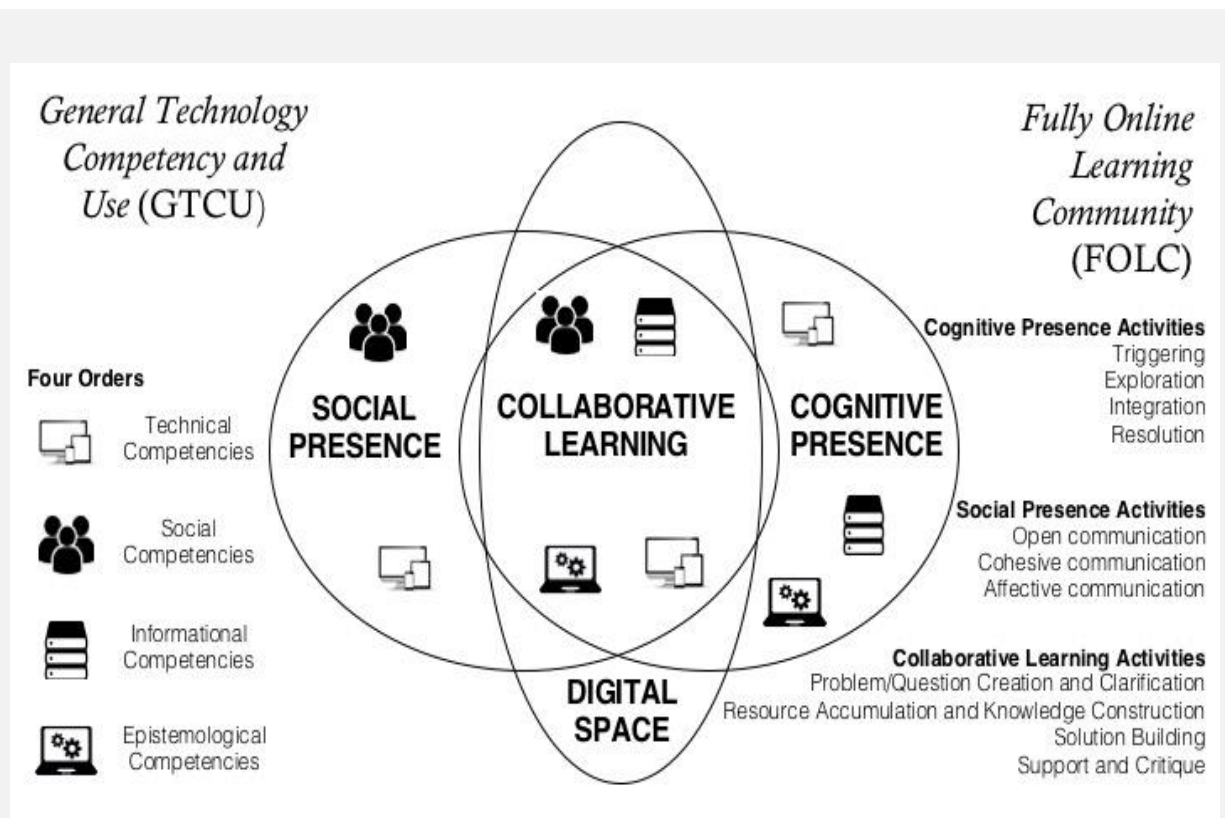 General Technology
Competency and
Use (GTCU)
Fully Online
Learning
Community
(FOLC)
Four Orders
Technical
Competencies
Social
Competencies
Informational
Competencies
Epistemological
Competencies
SOCIAL
PRESENCE
COLLABORATIVE
LEARNING
COGNITIVE
PRESENCE
DIGITAL
SPACE
Cognitive Presence Activities
Triggering
Exploration
Integration
Resolution
Social Presence Activities
Open communication
Cohesive communication
Affective communication
Collaborative Learning Activities
Problem/Question Creation and Clarification
Resource Accumulation and Knowledge Construction
Solution Building
Support and Critique